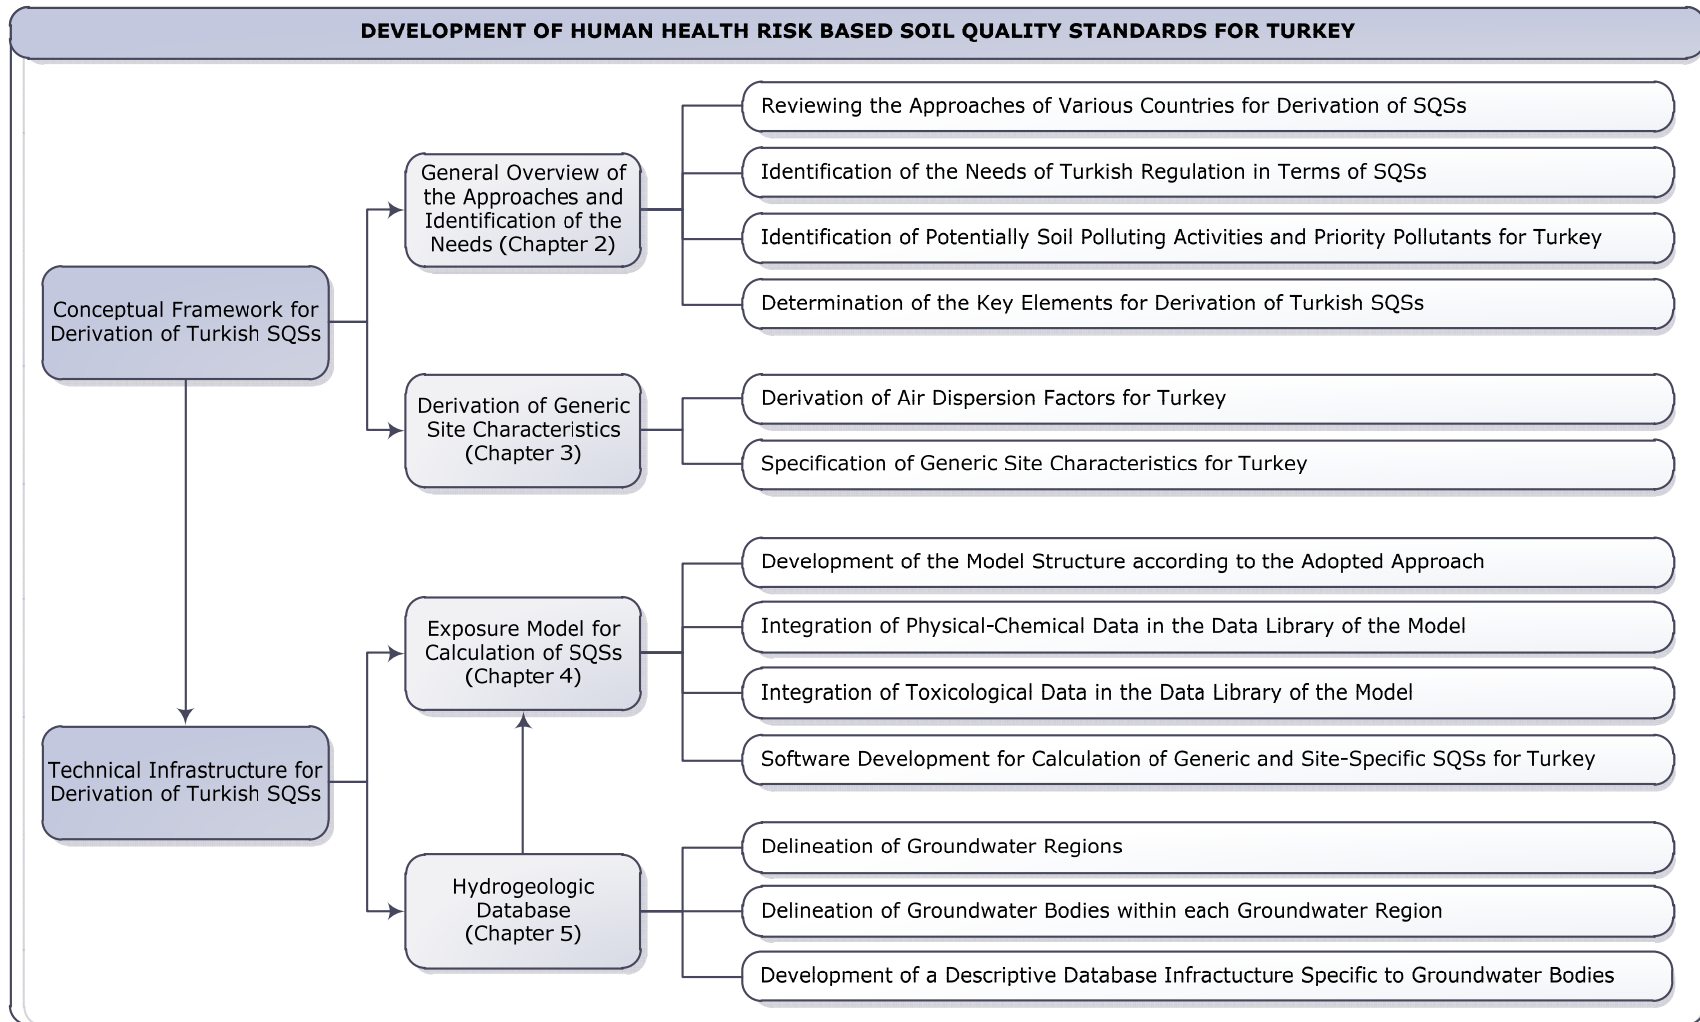 DEVELOPMENT OF HUMAN HEALTH RISK BASED SOIL QUALITY STANDARDS FOR TURKEY
Conceptual Framework for
Derivation of Turkish SQSs
General Overview of
the Approaches and
Identification of the
Needs (Chapter 2)
Reviewing the Approaches of Various Countries for Derivation of SQSs
Identification of the Needs of Turkish Regulation in Terms of SQSs
Identification of Potentially Soil Polluting Activities and Priority Pollutants for Turkey
Determination of the Key Elements for Derivation of Turkish SQSs
Derivation of Generic
Site Characteristics
(Chapter 3)
Derivation of Air Dispersion Factors for Turkey
Specification of Generic Site Characteristics for Turkey
Technical Infrastructure for
Derivation of Turkish SQSs
Exposure Model for
Calculation of SQSs
(Chapter 4)
Development of the Model Structure according to the Adopted Approach
Integration of Physical-Chemical Data in the Data Library of the Model
Integration of Toxicological Data in the Data Library of the Model
Software Development for Calculation of Generic and Site-Specific SQSs for Turkey
Hydrogeologic
Database
(Chapter 5)
Delineation of Groundwater Regions
Delineation of Groundwater Bodies within each Groundwater Region
Development of a Descriptive Database Infractucture Specific to Groundwater Bodies